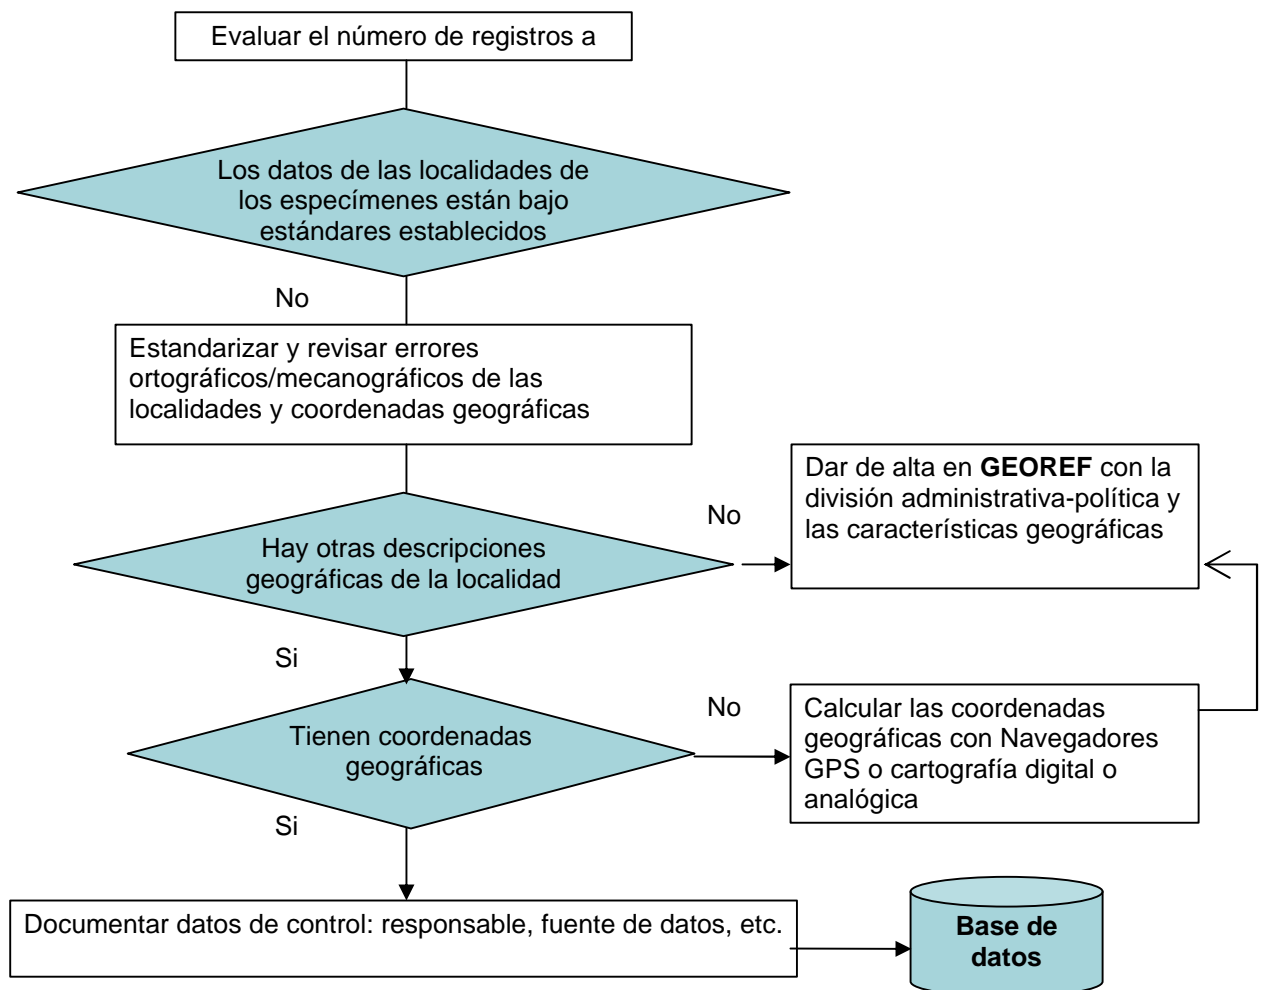 Evaluar el número de registros a
Los datos de las localidades de
los especímenes están bajo
estándares establecidos
No
Estandarizar y revisar errores
ortográficos/mecanográficos de las
localidades y coordenadas geográficas
Dar de alta en GEOREF con la
división administrativa-política y
las características geográficas
No
Hay otras descripciones
geográficas de la localidad
Si
No
Calcular las coordenadas
geográficas con Navegadores
GPS o cartografía digital o
analógica
Tienen coordenadas
geográficas
Si
Documentar datos de control: responsable, fuente de datos, etc.
Base de
datos